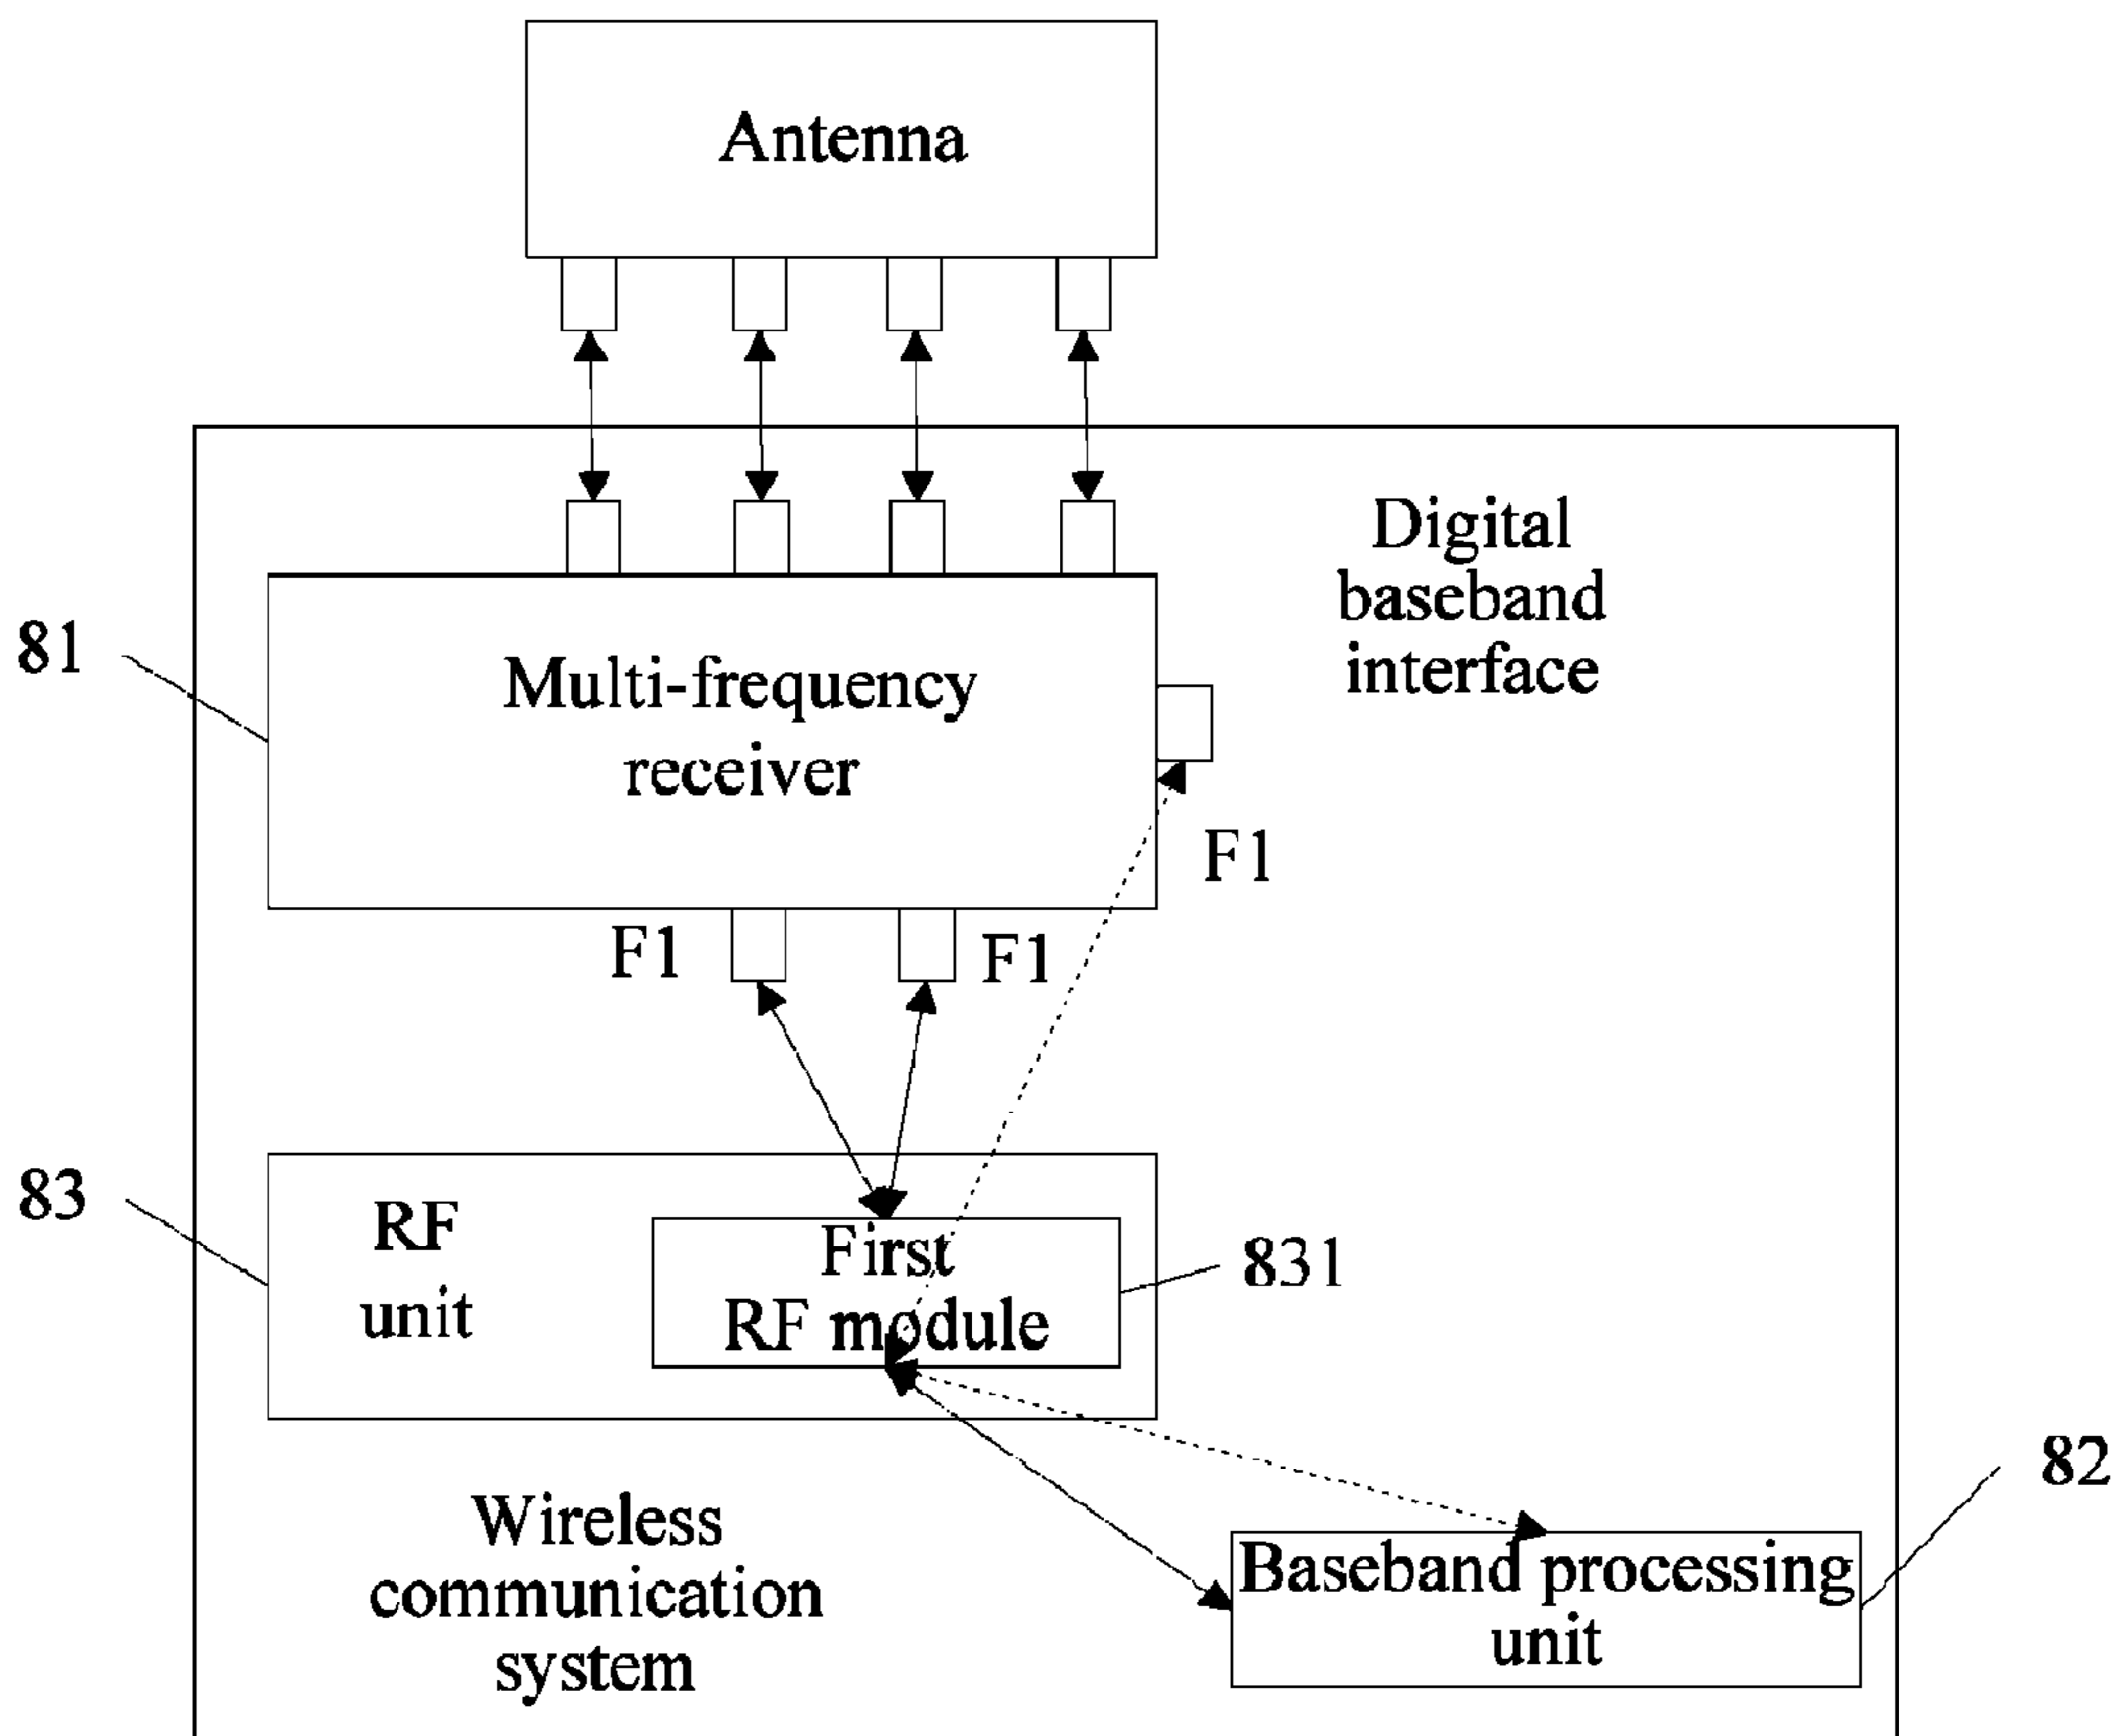 Antenna
Digital
baseband
interface
81
Multi-frequency
receiver
F1
F1
F1
83
RF
unit
First
RF module
831
82
Wireless
communication
system
Baseband processing
unit